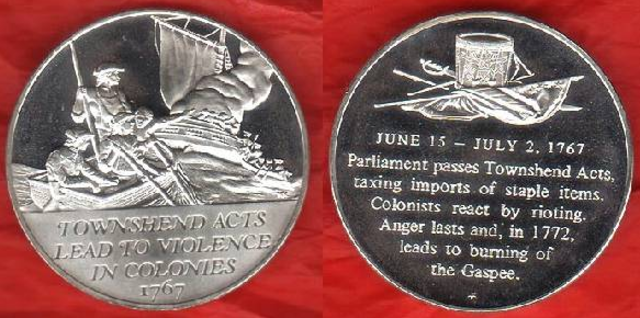 TOWNSHEND ACTS
LEAD TO VIOLENCE
IN COLONIES
1767
JUNE 15 – JULY 2, 1767
Parliament passes Townshend Acts,
taxing imports of staple items.
Colonists react by rioting.
Anger lasts and, in 1772,
leads to burning of
the Gaspee.